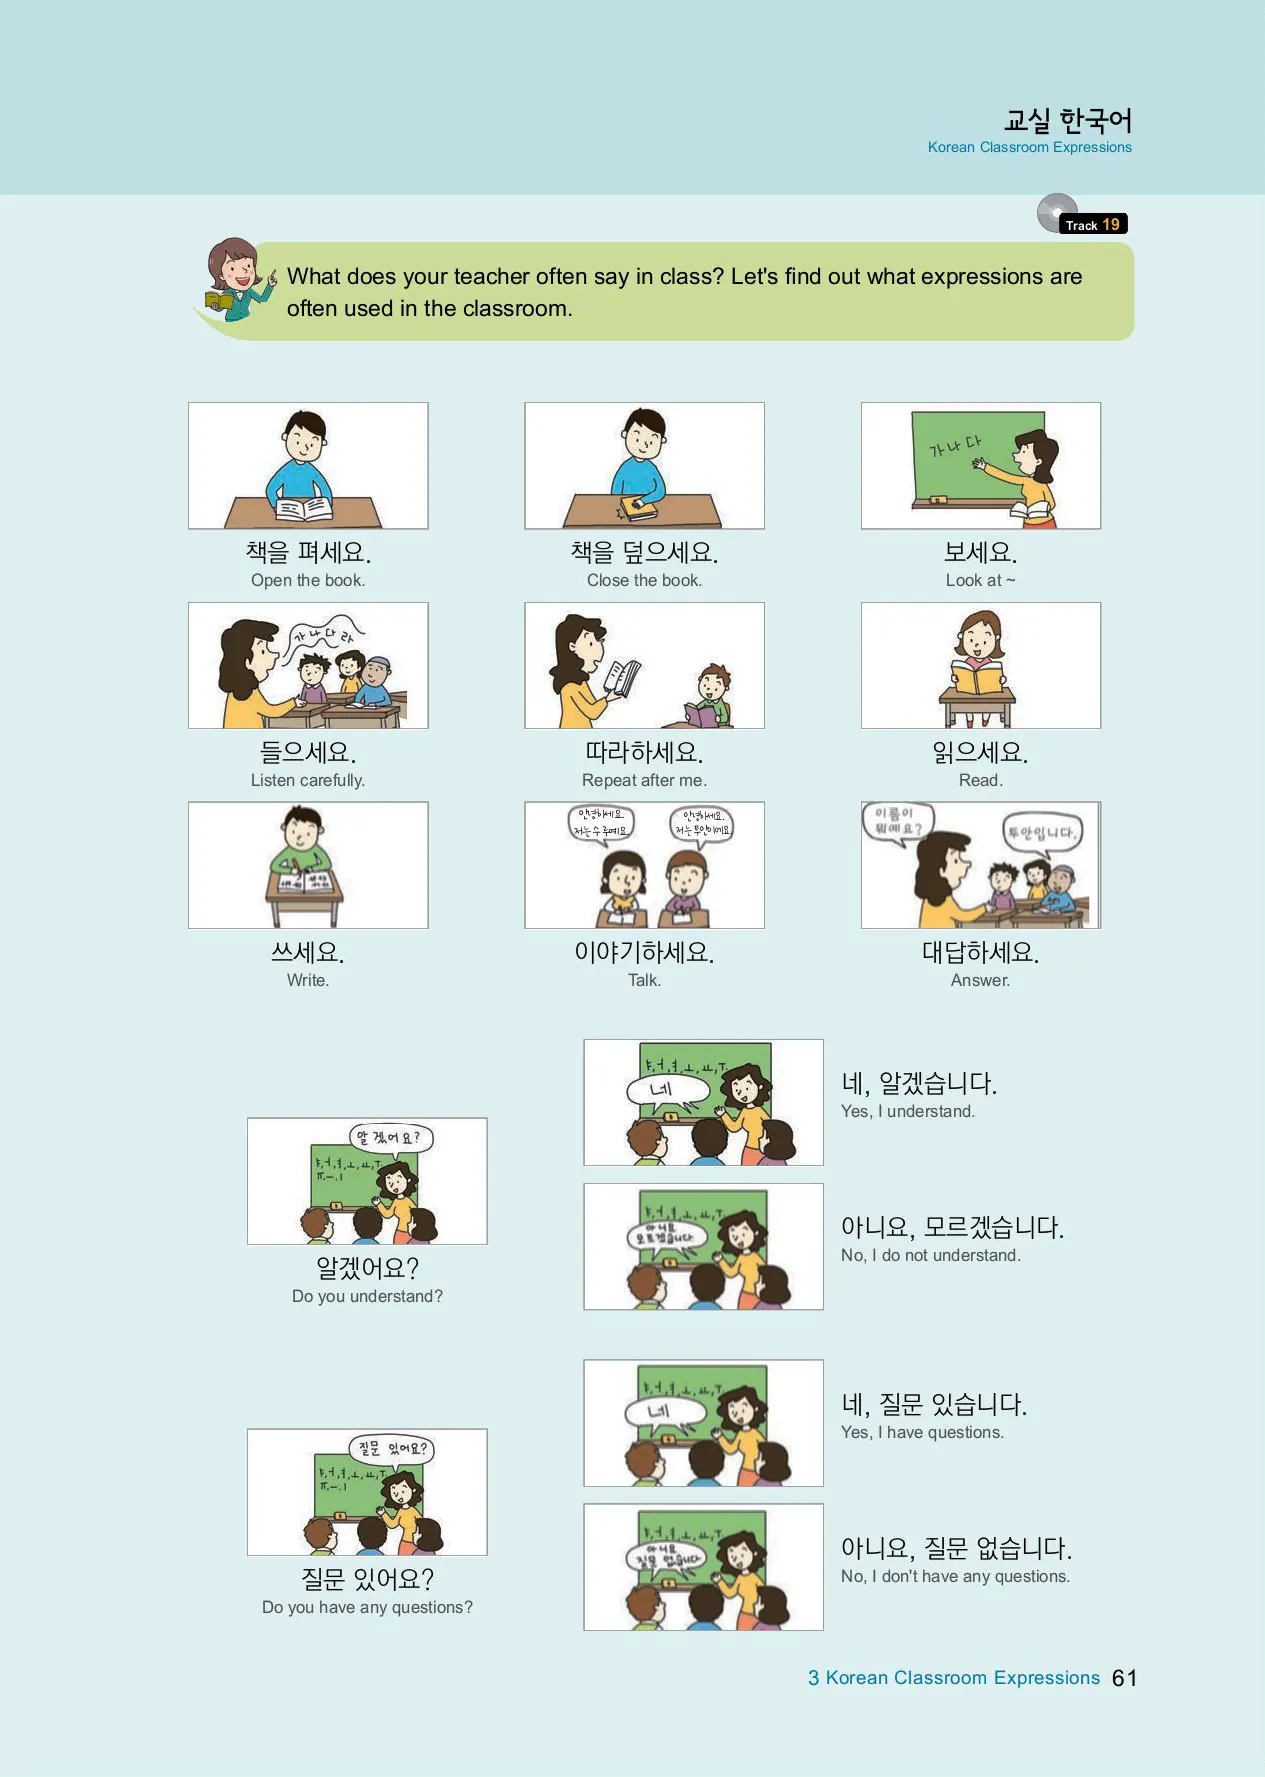 교실 한국어
Korean Classroom Expressions
Track 19
What does your teacher often say in class? Let's find out what expressions are
often used in the classroom.
가 나 다
책을 펴세요.
Open the book.
책을 덮으세요.
Close the book.
보세요.
Look at ~
가 나 다 라
들으세요.
Listen carefully.
따라하세요.
Repeat after me.
읽으세요.
Read.
안녕하세요.
저는 수루예요.
안녕하세요.
저는 투안이에요.
이름이
뭐예요?
투안입니다.
쓰세요.
Write.
이야기하세요.
Talk.
대답하세요.
Answer.
ㅑ,ㅓ,ㅕ,ㅗ,ㅛ,ㅜ
네
네, 알겠습니다.
Yes, I understand.
알겠어요?
ㅑ,ㅓ,ㅕ,ㅗ,ㅛ,ㅜ
ㅠ,ㅡ,ㅣ
알겠어요?
Do you understand?
ㅑ,ㅓ,ㅕ,ㅗ,ㅛ,ㅜ
아니요
모르겠습니다
아니요, 모르겠습니다.
No, I do not understand.
ㅑ,ㅓ,ㅕ,ㅗ,ㅛ,ㅜ
네
네, 질문 있습니다.
Yes, I have questions.
질문 있어요?
ㅑ,ㅓ,ㅕ,ㅗ,ㅛ,ㅜ
ㅠ,ㅡ,ㅣ
질문 있어요?
Do you have any questions?
ㅑ,ㅓ,ㅕ,ㅗ,ㅛ,ㅜ
아니요
질문 없습니다
아니요, 질문 없습니다.
No, I don't have any questions.
3 Korean Classroom Expressions 61